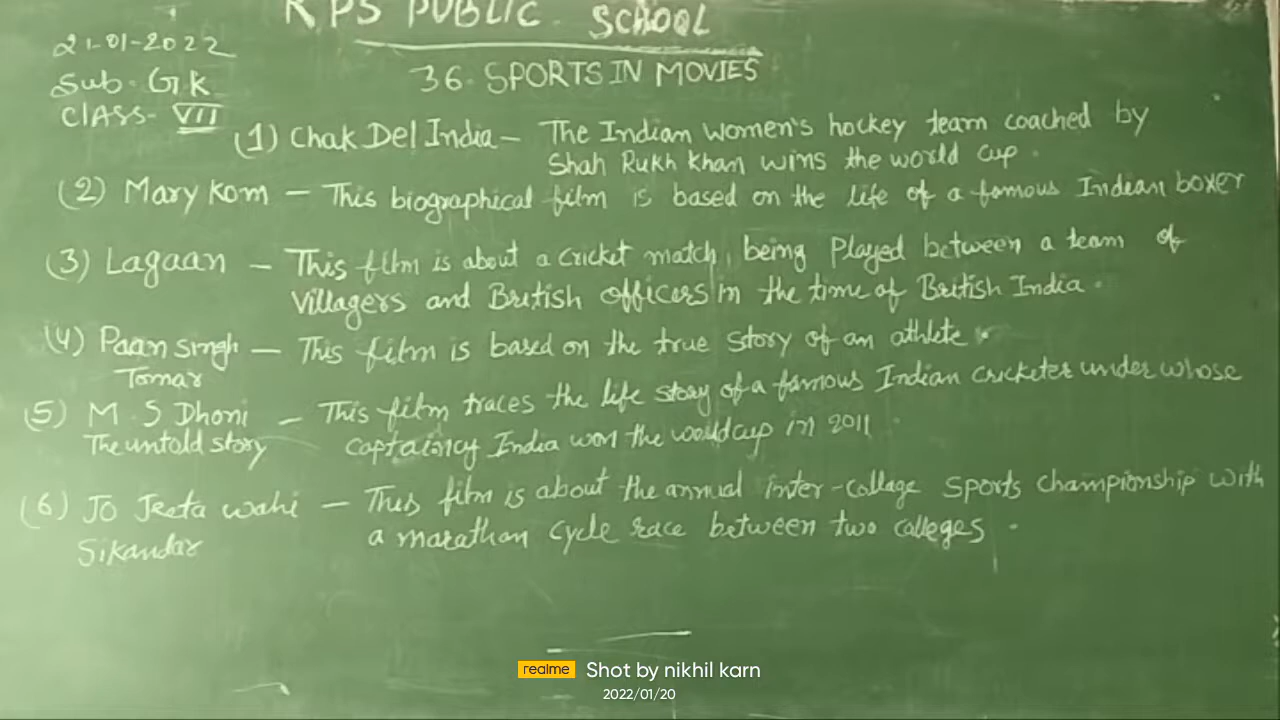 RPS PUBLIC SCHOOL
21-01-2022
36. SPORTS IN MOVIES
Sub- GK
CLASS- VII
(1) Chak Del India - The Indian women's hockey team coached by
Shah Rukh Khan wins the world cup.
(2) Mary Kom - This biographical film is based on the life of a famous Indian boxer
(3) Lagaan - This film is about a cricket match, being Played between a team of
Villagers and British officers in the time of British India.
(4) Paan Singh - This film is based on the true story of an athlete.
Tomar
(5) M.S Dhoni - This film traces the life story of a famous Indian cricketer under whose
The untold story captaincy India won the world cup in 2011
(6) Jo Jeeta wahi - This film is about the annual inter-college sports championship with
Sikandar a marathon cycle race between two colleges.
realme Shot by nikhil karn
2022/01/20